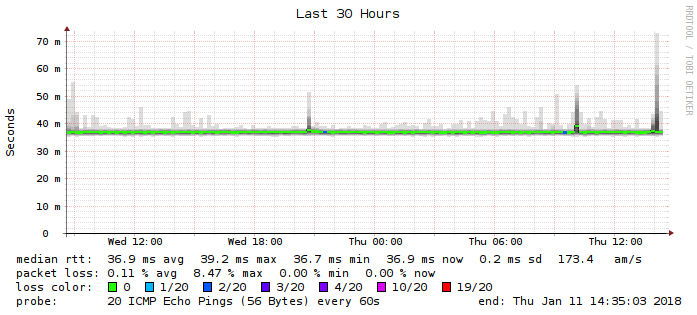 Last 30 Hours
RRDTOOL / TOBI OETIKER
Seconds
70 m
60 m
50 m
40 m
30 m
20 m
10 m
0
Wed 12:00 Wed 18:00 Thu 00:00 Thu 06:00 Thu 12:00
median rtt: 36.9 ms avg 39.2 ms max 36.7 ms min 36.9 ms now 0.2 ms sd 173.4 am/s
packet loss: 0.11 % avg 8.47 % max 0.00 % min 0.00 % now
loss color: 0 1/20 2/20 3/20 4/20 10/20 19/20
probe: 20 ICMP Echo Pings (56 Bytes) every 60s end: Thu Jan 11 14:35:03 2018